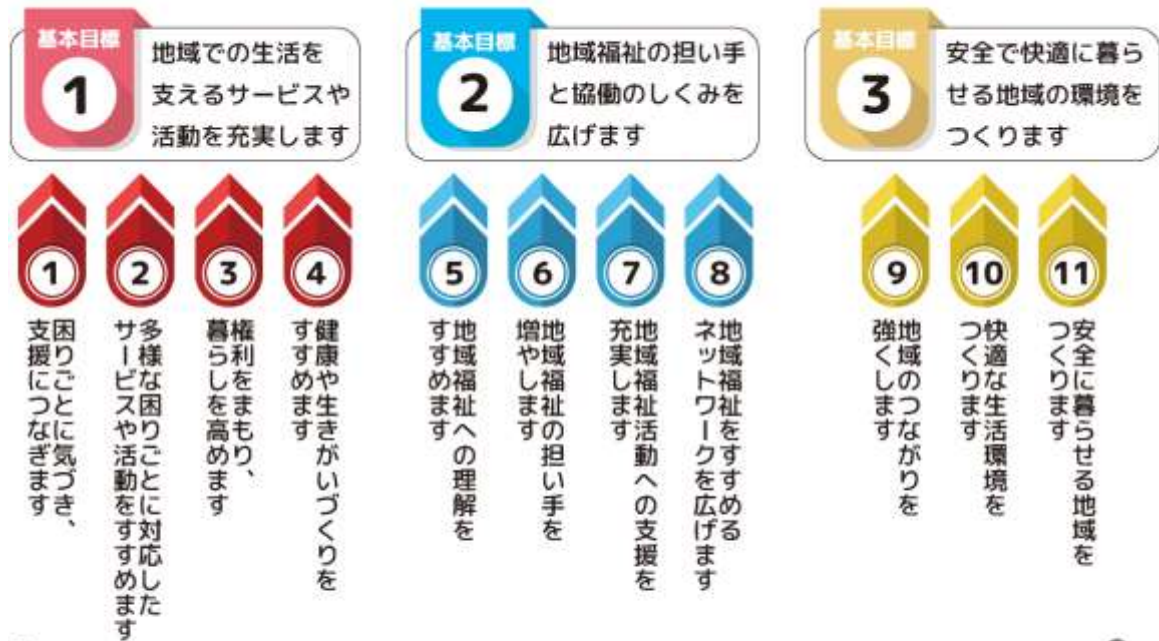 基本目標
1
地域での生活を
支えるサービスや
活動を充実します
基本目標
2
地域福祉の担い手
と協働のしくみを
広げます
基本目標
3
安全で快適に暮ら
せる地域の環境を
つくります
1
困りごとに気づき、
支援につなぎます
2
多様な困りごとに対応した
サービスや活動をすすめます
3
権利をまもり、
暮らしを高めます
4
健康や生きがいづくりを
すすめます
5
地域福祉への理解を
すすめます
6
地域福祉の担い手を
増やします
7
地域福祉活動への支援を
充実します
8
地域福祉をすすめる
ネットワークを広げます
9
地域のつながりを
強くします
10
快適な生活環境を
つくります
11
安全に暮らせる地域を
つくります